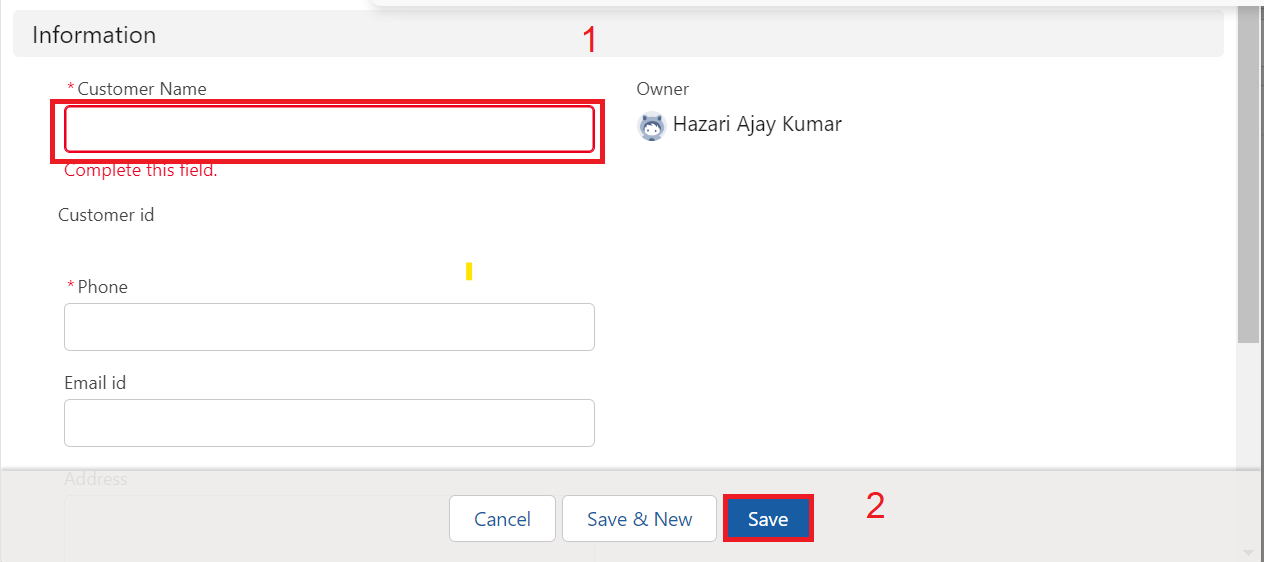 Information
1
*Customer Name
Complete this field.
Customer id
*Phone
Email id
Address
Owner
Hazari Ajay Kumar
Cancel
Save & New
Save
2